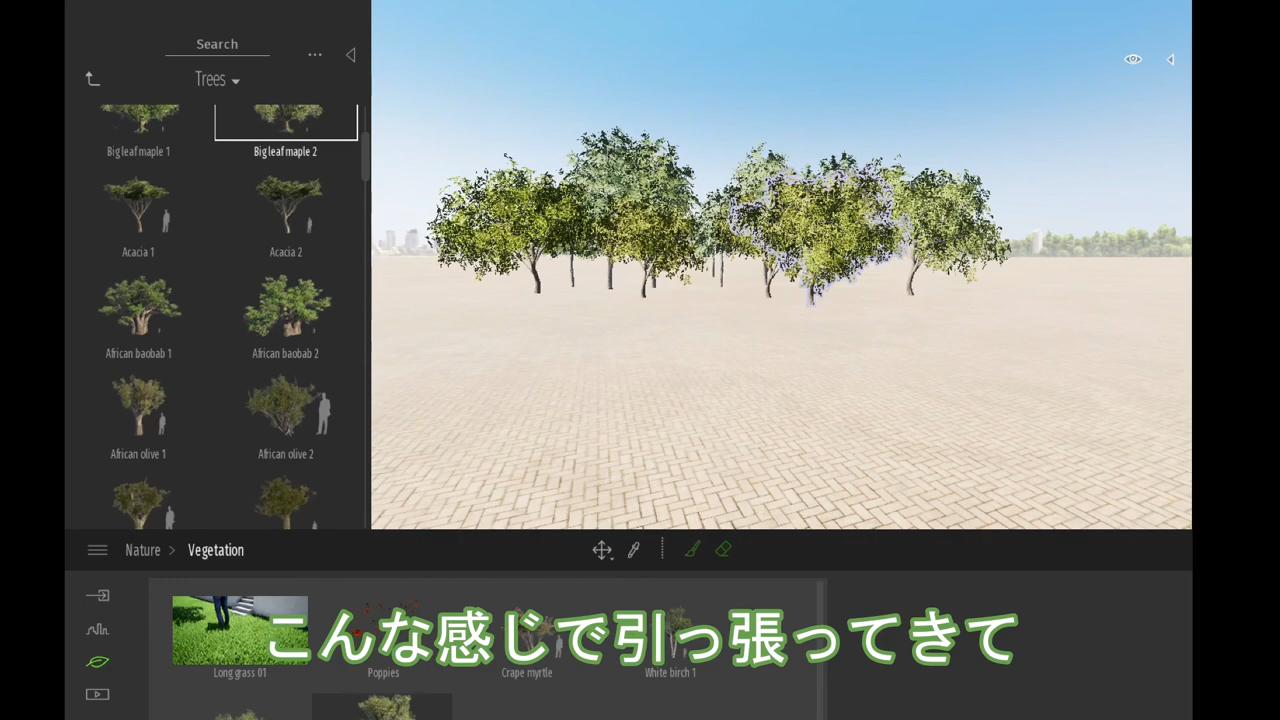 Search
Trees
Big leaf maple 1
Big leaf maple 2
Acacia 1
Acacia 2
African baobab 1
African baobab 2
African olive 1
African olive 2
Nature > Vegetation
こんな感じで引っ張ってきて
Long grass 01
Poppies
Crape myrtle
White birch 1